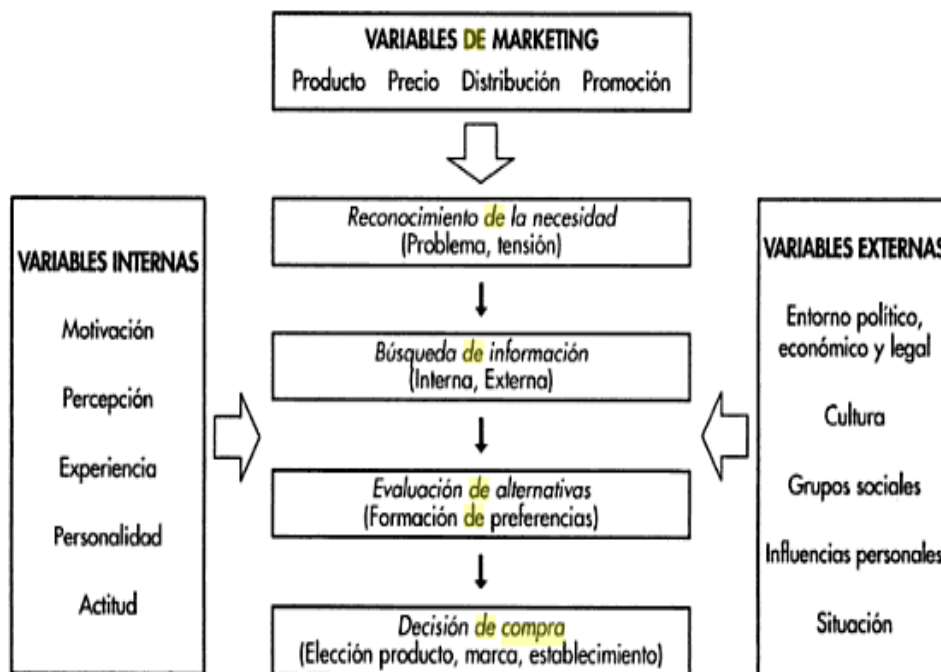 VARIABLES DE MARKETING
Producto Precio Distribución Promoción
Reconocimiento de la necesidad
(Problema, tensión)
VARIABLES INTERNAS
Motivación
Percepción
Experiencia
Personalidad
Actitud
Búsqueda de información
(Interna, Externa)
Evaluación de alternativas
(Formación de preferencias)
Decisión de compra
(Elección producto, marca, establecimiento)
VARIABLES EXTERNAS
Entorno político,
económico y legal
Cultura
Grupos sociales
Influencias personales
Situación